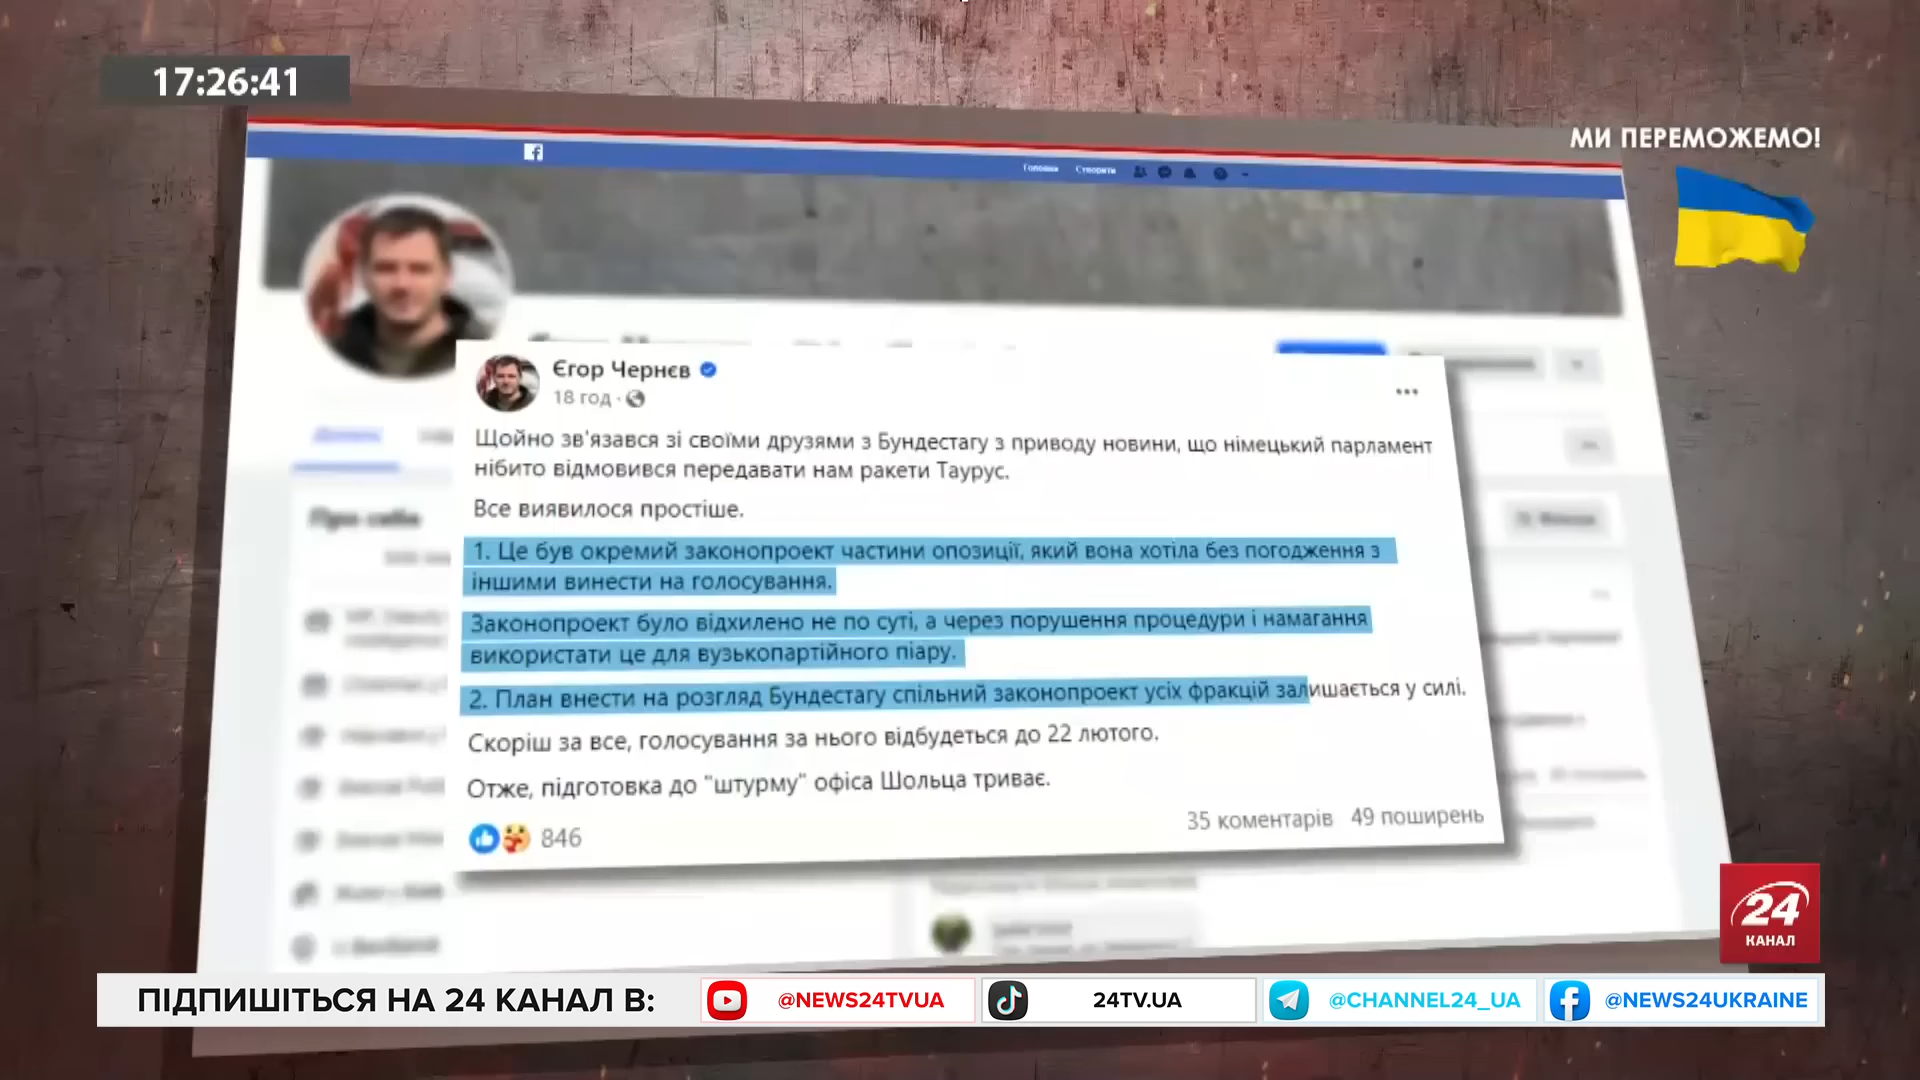 17:26:41
МИ ПЕРЕМОЖЕМО!
Головна Створити
Єгор Чернєв
18 год
Щойно зв'язався зі своїми друзями з Бундестагу з приводу новини, що німецький парламент
нібито відмовився передавати нам ракети Таурус.
Все виявилося простіше.
1. Це був окремий законопроект частини опозиції, який вона хотіла без погодження з
іншими винести на голосування.
Законопроект було відхилено не по суті, а через порушення процедури і намагання
використати це для вузькопартійного піару.
2. План внести на розгляд Бундестагу спільний законопроект усіх фракцій залишається у силі.
Скоріш за все, голосування за нього відбудеться до 22 лютого.
Отже, підготовка до "штурму" офіса Шольца триває.
846
35 коментарів 49 поширень
Про себе
24
КАНАЛ
ПІДПИШІТЬСЯ НА 24 КАНАЛ В:
@NEWS24TVUA
24TV.UA
@CHANNEL24_UA
@NEWS24UKRAINE